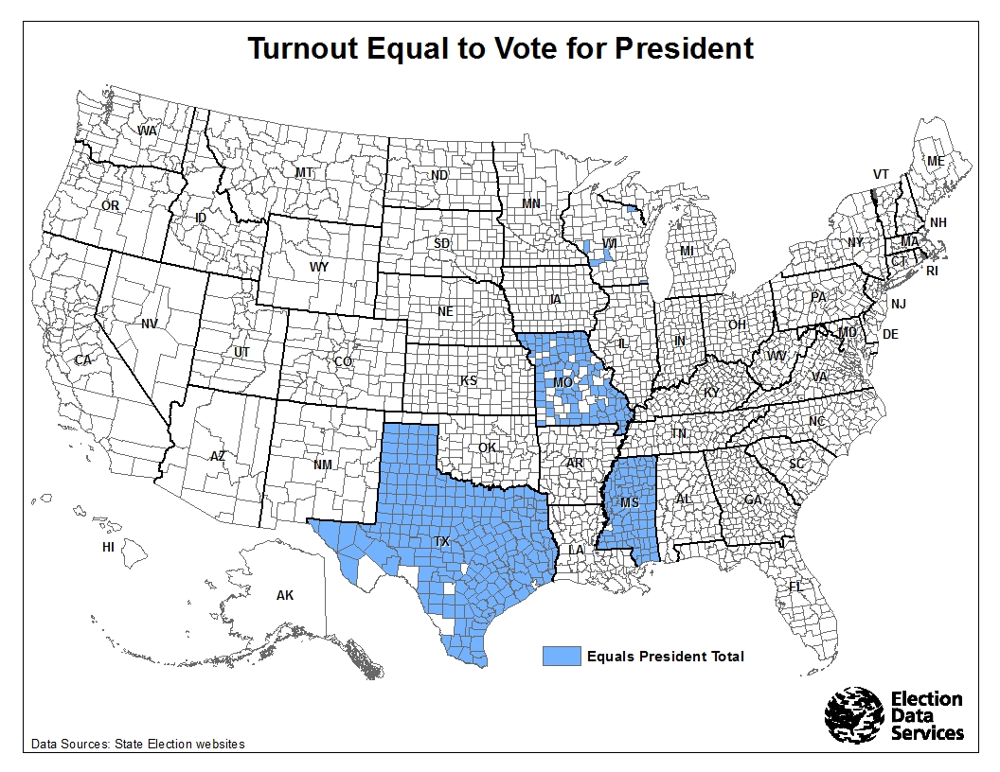 Turnout Equal to Vote for President
WA
MT
ND
MN
ME
VT
OR
ID
SD
WI
MI
NY
NH
MA
CT
RI
WY
NE
IA
PA
NJ
NV
UT
CO
KS
MO
IL
IN
OH
MD
DE
WV
VA
CA
KY
AZ
NM
OK
AR
TN
NC
SC
MS
AL
GA
TX
LA
HI
AK
FL
Equals President Total
Election
Data
Services
Data Sources: State Election websites